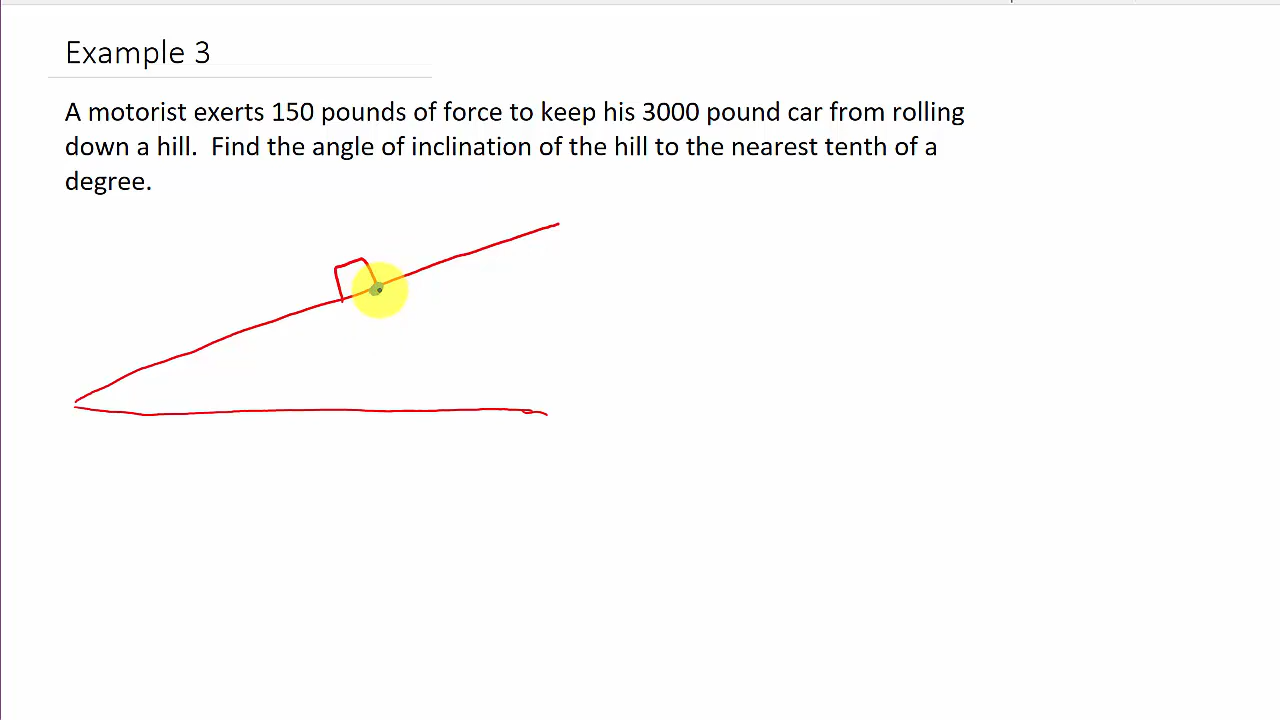 Example 3
A motorist exerts 150 pounds of force to keep his 3000 pound car from rolling
down a hill.  Find the angle of inclination of the hill to the nearest tenth of a
degree.